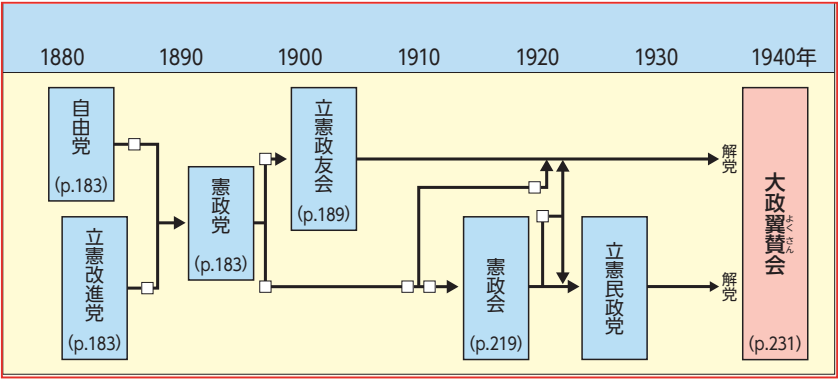 1880 1890 1900 1910 1920 1930 1940年
自由党
(p.183)
立憲改進党
(p.183)
憲政党
(p.183)
立憲政友会
(p.189)
憲政会
(p.219)
立憲民政党
解党
解党
大政翼賛会
よく さん
(p.231)